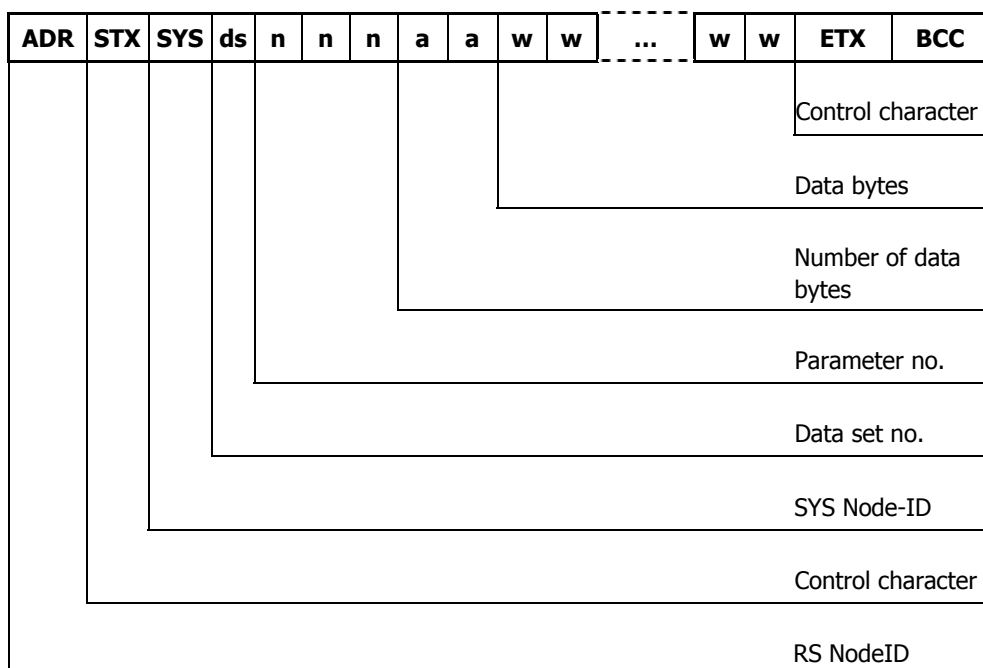 ADR STX SYS ds n n n a a w w ... w w ETX BCC
Control character
Data bytes
Number of data
bytes
Parameter no.
Data set no.
SYS Node-ID
Control character
RS NodeID